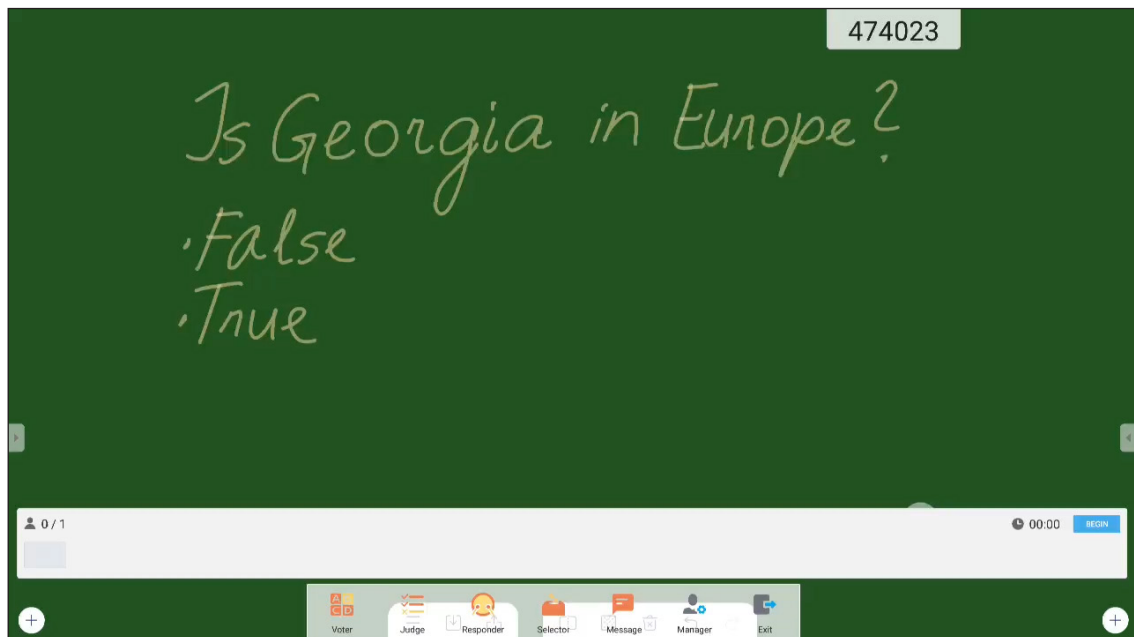 474023
Is Georgia in Europe?
·False
·True
0/1
00:00 BEGIN
Voter Judge Responder Selector Message Manager Exit